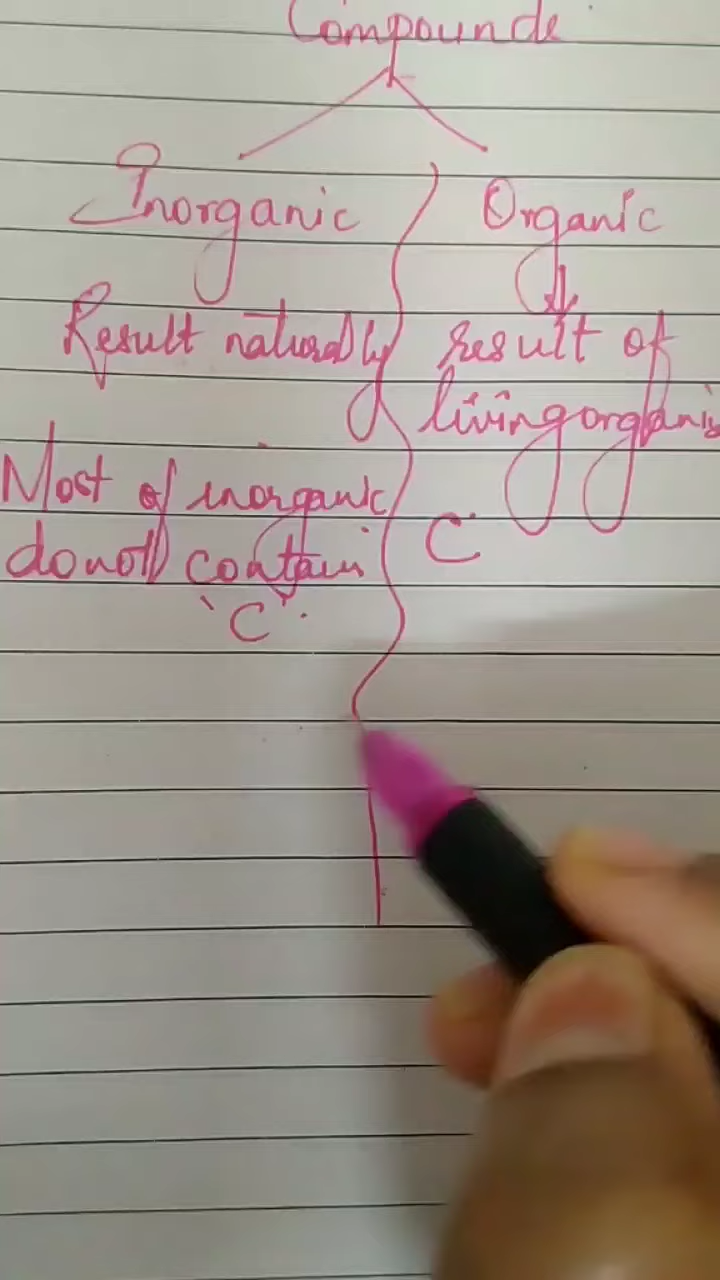 Compounds
Inorganic Organic
Result naturally result of
living organis
Most of inorganic
donot contain C
"C".